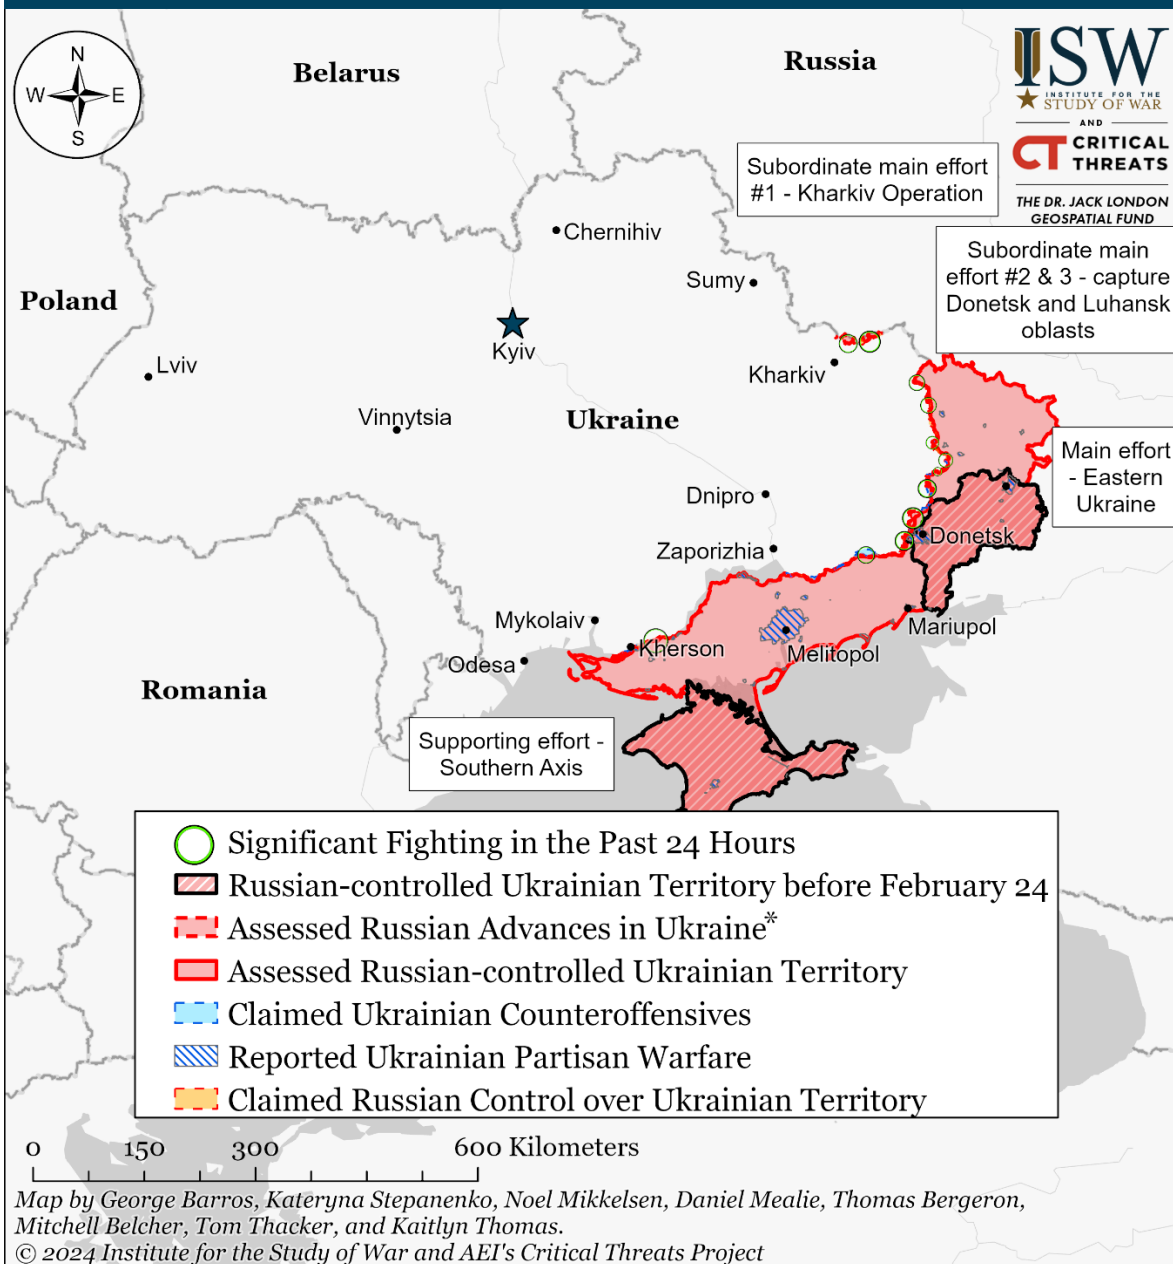 N
W
E
S
Belarus
Russia
ISW
INSTITUTE FOR THE
STUDY OF WAR
AND
CT CRITICAL
THREATS
THE DR. JACK LONDON
GEOSPATIAL FUND
Subordinate main effort
#1 - Kharkiv Operation
Subordinate main
effort #2 & 3 - capture
Donetsk and Luhansk
oblasts
Chernihiv
Sumy
Poland
Kyiv
Lviv
Kharkiv
Vinnytsia
Ukraine
Main effort
- Eastern
Ukraine
Dnipro
Donetsk
Zaporizhia
Mykolaiv
Mariupol
Kherson
Melitopol
Odesa
Romania
Supporting effort -
Southern Axis
Significant Fighting in the Past 24 Hours
Russian-controlled Ukrainian Territory before February 24
Assessed Russian Advances in Ukraine*
Assessed Russian-controlled Ukrainian Territory
Claimed Ukrainian Counteroffensives
Reported Ukrainian Partisan Warfare
Claimed Russian Control over Ukrainian Territory
0 150 300 600 Kilometers
Map by George Barros, Kateryna Stepanenko, Noel Mikkelsen, Daniel Mealie, Thomas Bergeron,
Mitchell Belcher, Tom Thacker, and Kaitlyn Thomas.
© 2024 Institute for the Study of War and AEI's Critical Threats Project